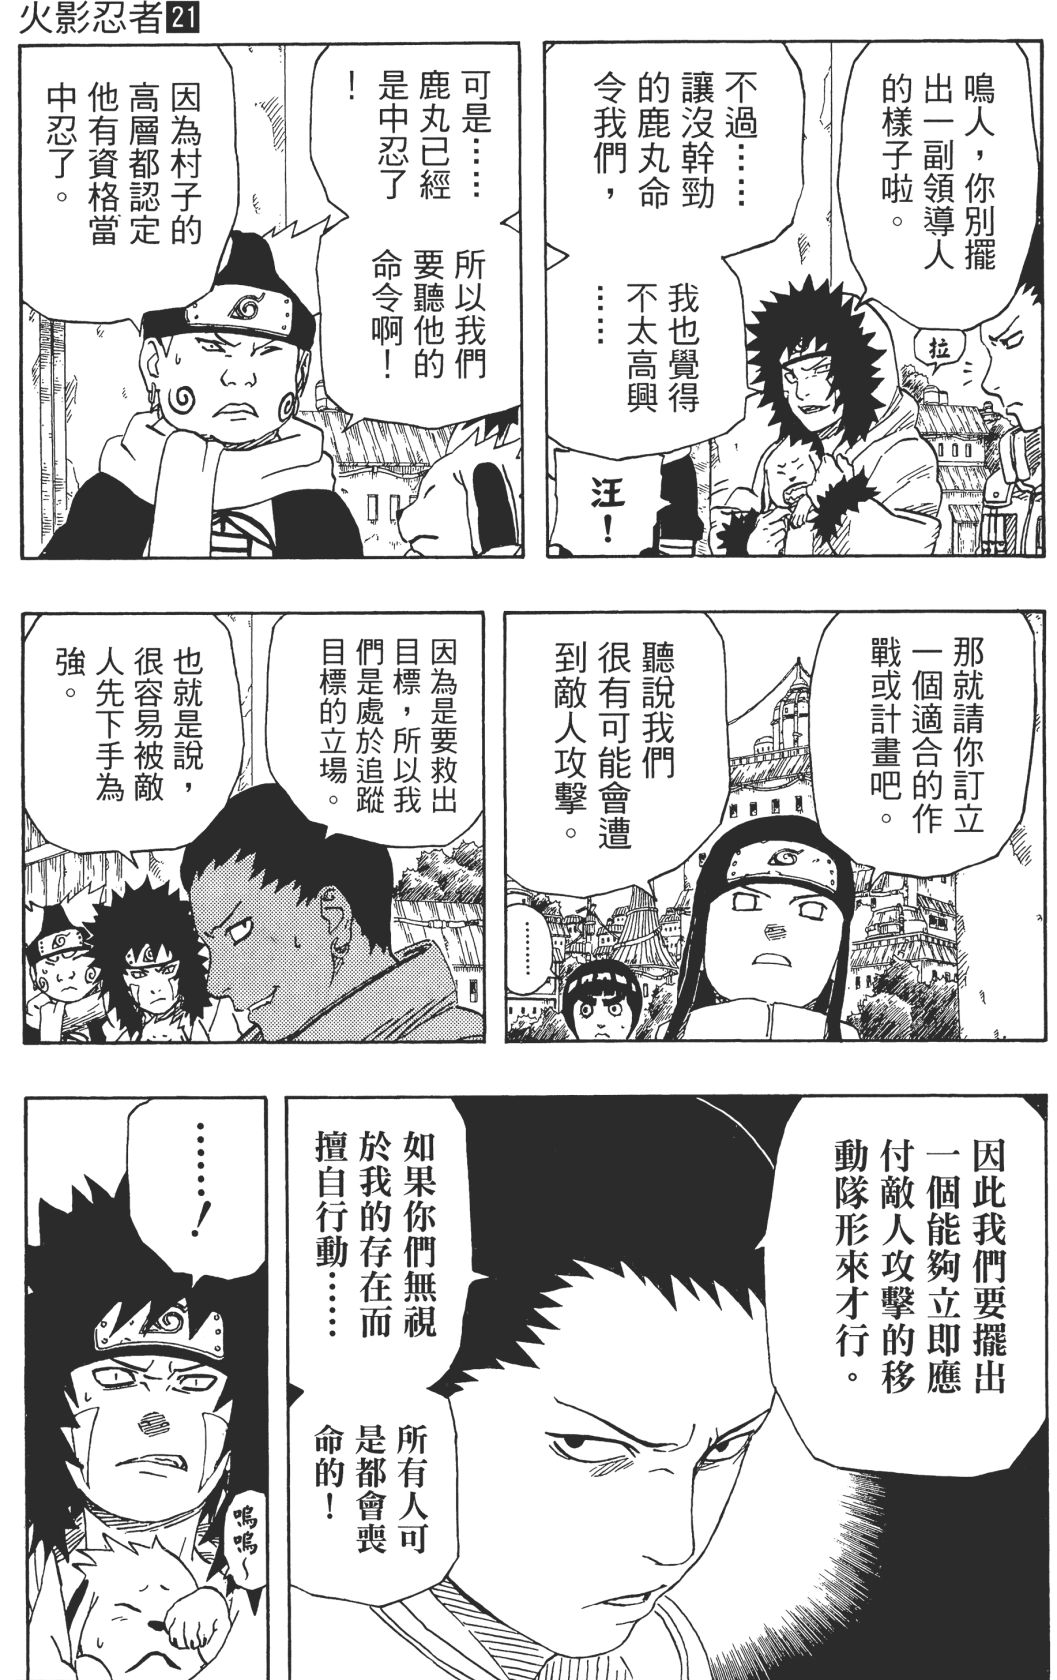 火影忍者21
鳴人，你別擺
出一副領導人
的樣子啦。
拉
不過……
讓沒幹勁
的鹿丸命
令我們，
我也覺得
不太高興
……
汪！
可是……
鹿丸已經
是中忍了
！
所以我們
要聽他的
命令啊！
因為村子的
高層都認定
他有資格當
中忍了。
那就請你訂立
一個適合的作
戰或計畫吧。
聽說我們
很有可能會遭
到敵人攻擊。
………
因為是要救出
目標，所以我
們是處於追蹤
目標的立場。
也就是說，
很容易被敵
人先下手為
強。
因此我們要擺出
一個能夠立即應
付敵人攻擊的移
動隊形來才行。
如果你們無視
於我的存在而
擅自行動……
所有人可
是都會喪
命的！
……！
嗚嗚～